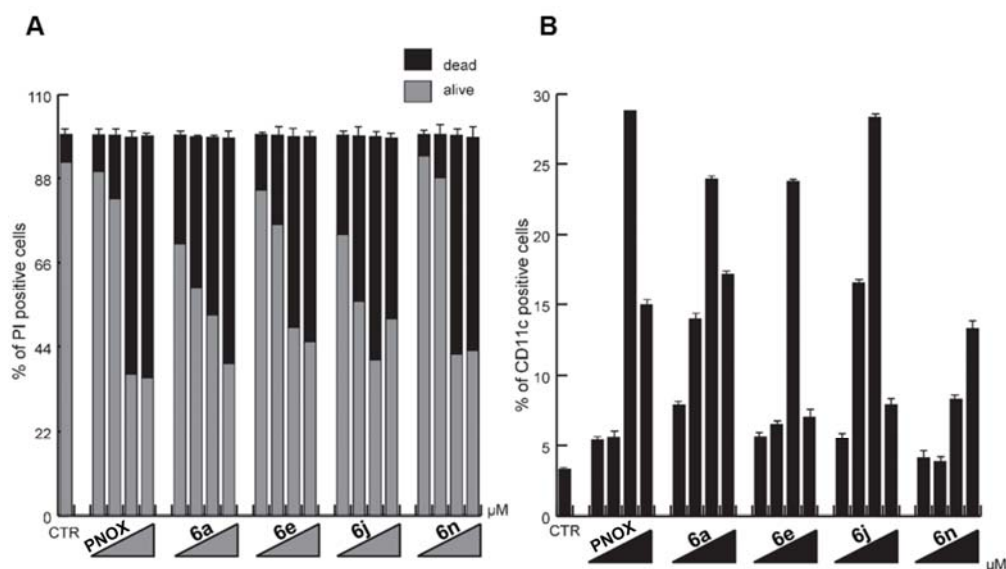 A
dead
alive
% of PI positive cells
110
88
66
44
22
0
CTR
PNOX
6a
6e
6j
6n
µM
B
% of CD11c positive cells
30
25
20
15
10
5
0
CTR
PNOX
6a
6e
6j
6n
µM